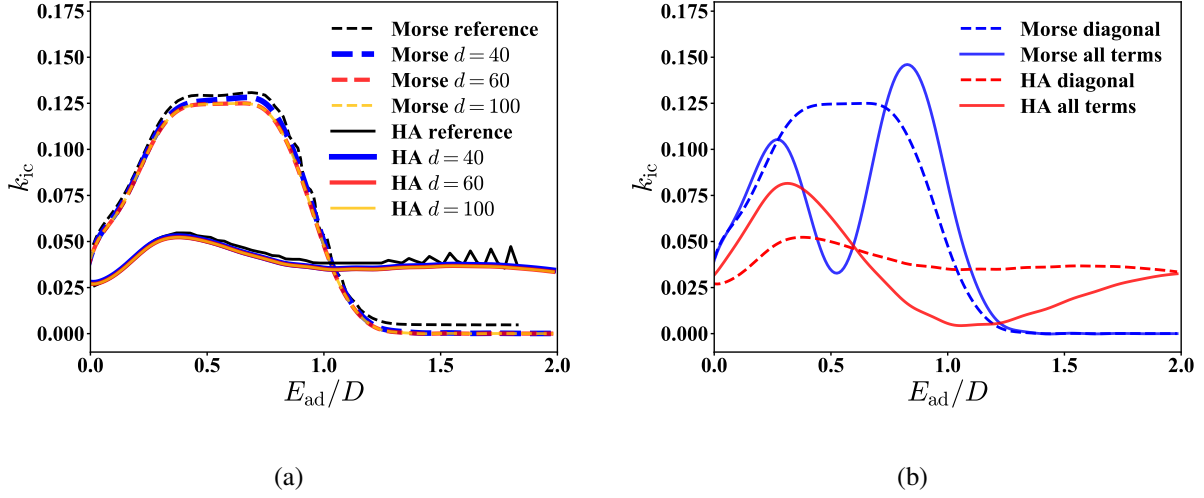 0.175
0.150
0.125
0.100
0.075
0.050
0.025
0.000
k_ic
0.0 0.5 1.0 1.5 2.0
E_ad/D
Morse reference
Morse d = 40
Morse d = 60
Morse d = 100
HA reference
HA d = 40
HA d = 60
HA d = 100
(a)
0.175
0.150
0.125
0.100
0.075
0.050
0.025
0.000
k_ic
0.0 0.5 1.0 1.5 2.0
E_ad/D
Morse diagonal
Morse all terms
HA diagonal
HA all terms
(b)